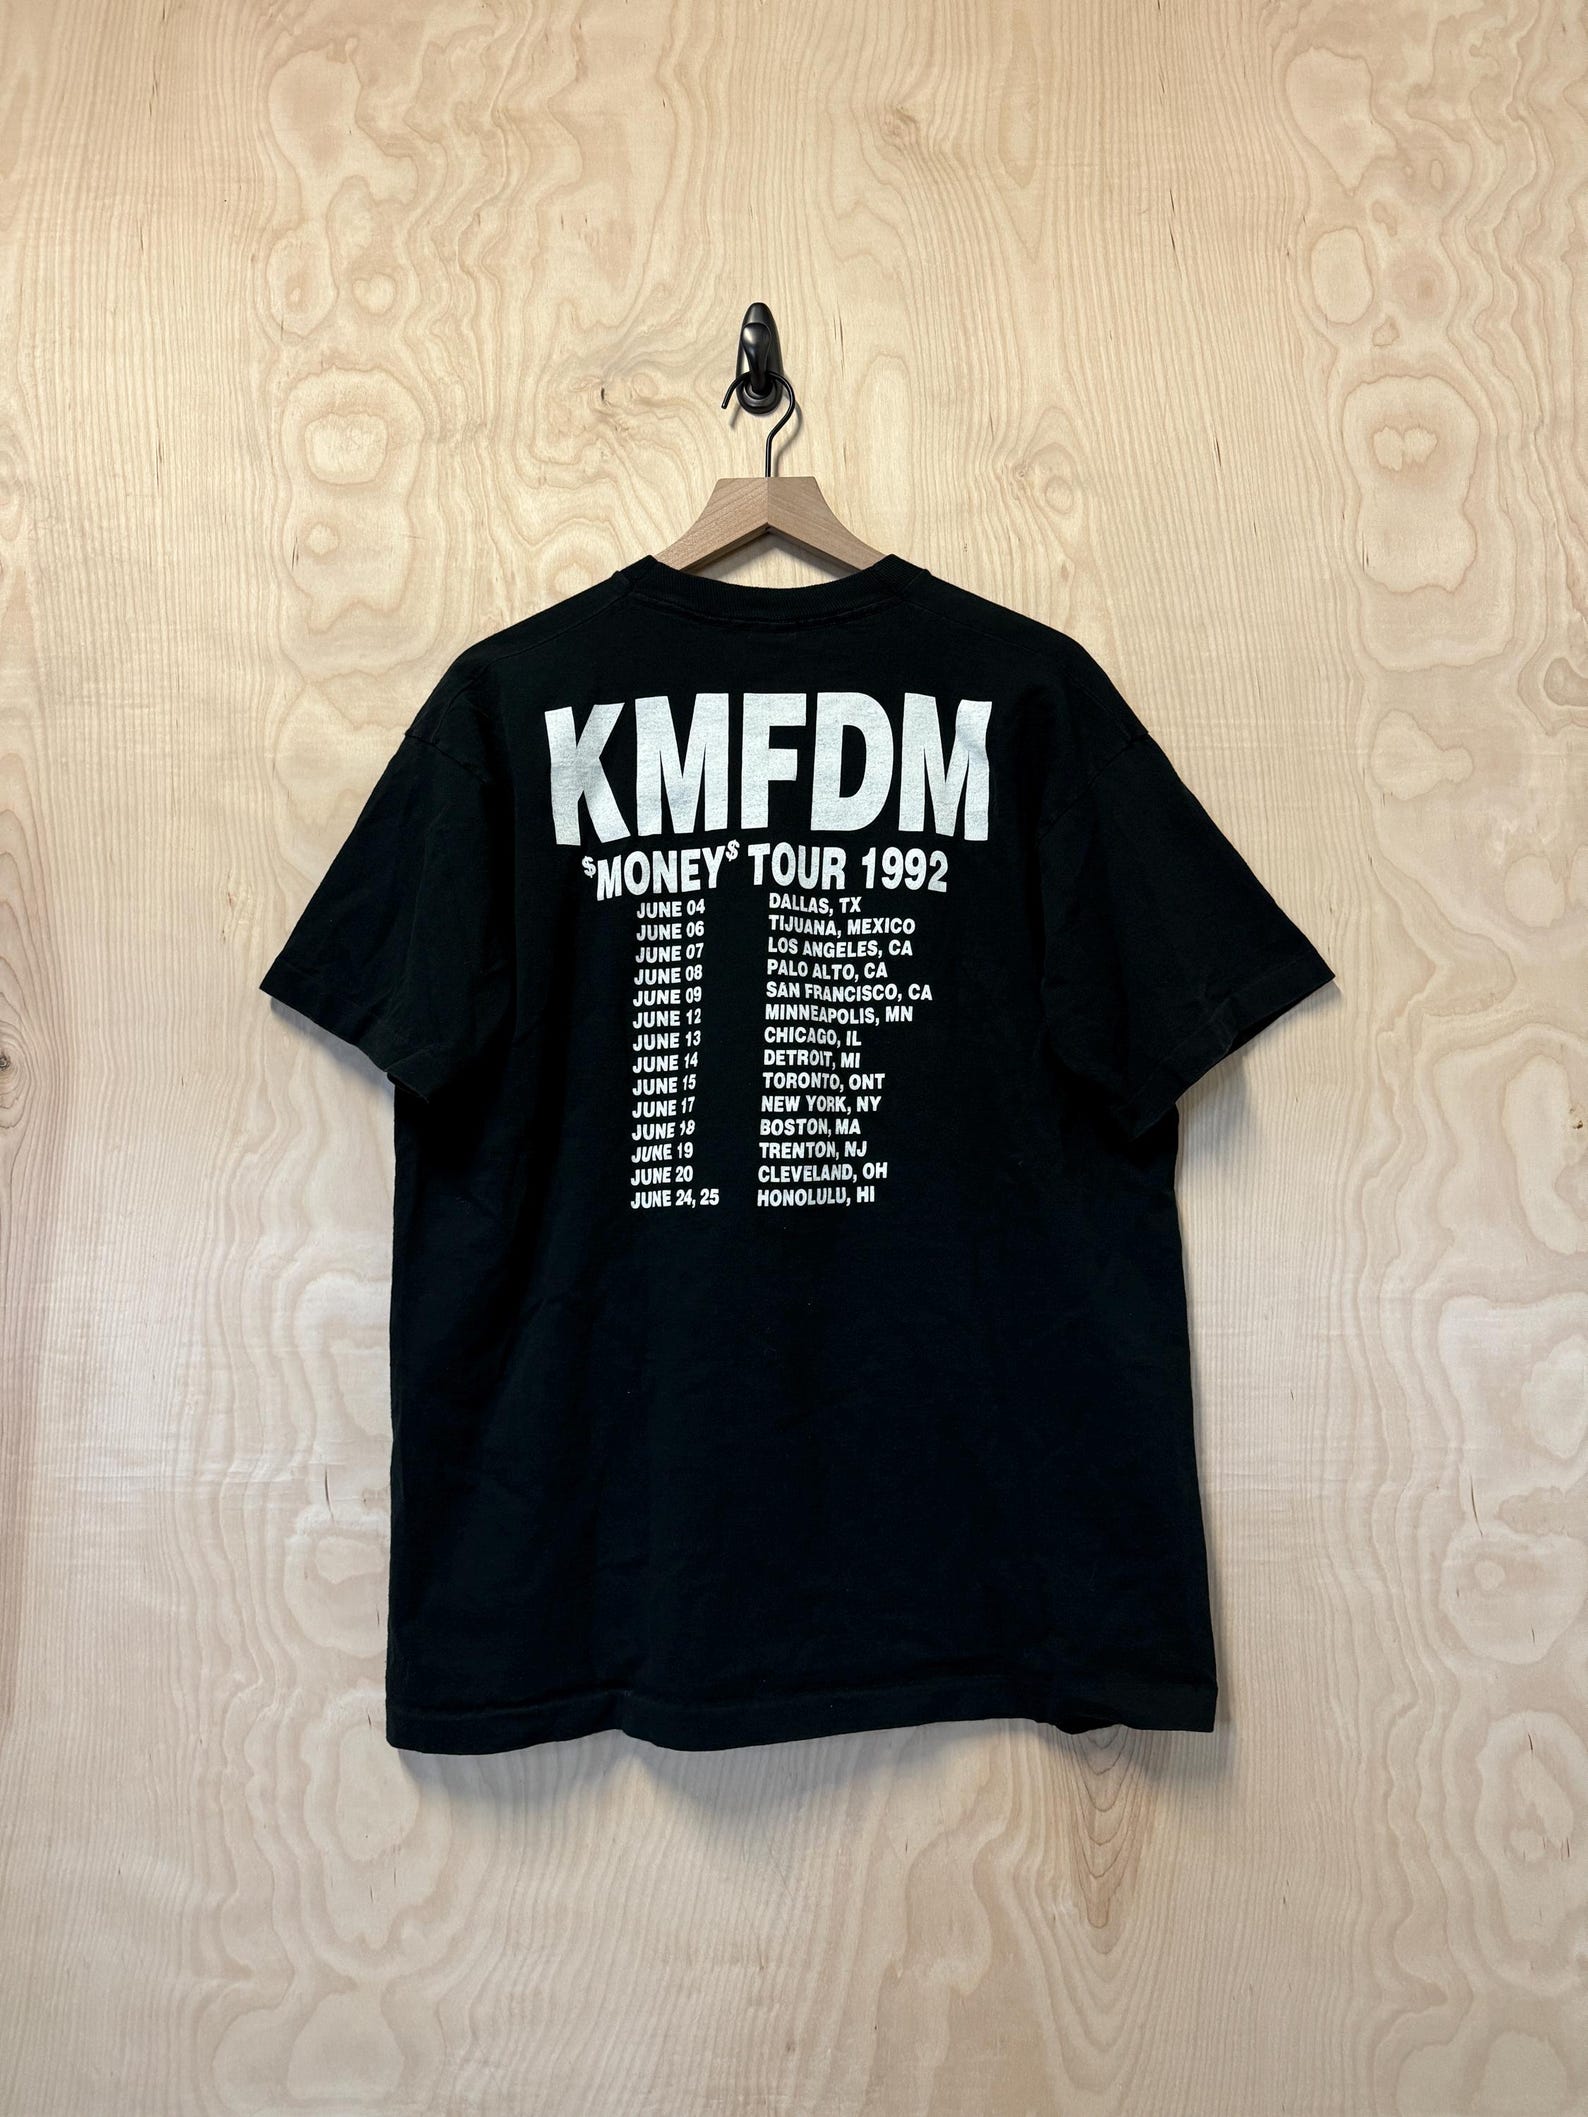 KMFDM
$MONEY$ TOUR 1992
JUNE 04 DALLAS, TX
JUNE 06 TIJUANA, MEXICO
JUNE 07 LOS ANGELES, CA
JUNE 08 PALO ALTO, CA
JUNE 09 SAN FRANCISCO, CA
JUNE 12 MINNEAPOLIS, MN
JUNE 13 CHICAGO, IL
JUNE 14 DETROIT, MI
JUNE 15 TORONTO, ONT
JUNE 17 NEW YORK, NY
JUNE 18 BOSTON, MA
JUNE 19 TRENTON, NJ
JUNE 20 CLEVELAND, OH
JUNE 24, 25 HONOLULU, HI